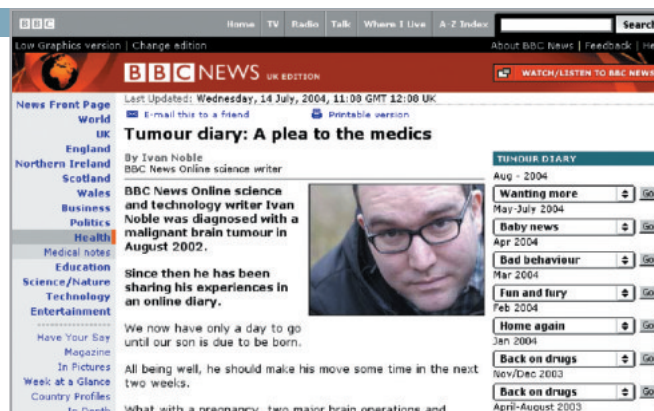 BBC Home TV Radio Talk Where I Live A-Z Index Search
Low Graphics version | Change edition About BBC News | Feedback | He
BBC NEWS UK EDITION
WATCH/LISTEN TO BBC NEWS
News Front Page
World
UK
England
Northern Ireland
Scotland
Wales
Business
Politics
Health
Medical notes
Education
Science/Nature
Technology
Entertainment
Have Your Say
Magazine
In Pictures
Week at a Glance
Country Profiles
In Depth
Last Updated: Wednesday, 14 July, 2004, 11:08 GMT 12:08 UK
E-mail this to a friend Printable version
Tumour diary: A plea to the medics
By Ivan Noble
BBC News Online science writer
BBC News Online science
and technology writer Ivan
Noble was diagnosed with a
malignant brain tumour in
August 2002.
Since then he has been
sharing his experiences in
an online diary.
We now have only a day to go
until our son is due to be born.
All being well, he should make his move some time in the next
two weeks.
What with a pregnancy, two major brain operations and
TUMOUR DIARY
Aug - 2004
Wanting more Go
May-July 2004
Baby news Go
Apr 2004
Bad behaviour Go
Mar 2004
Fun and fury Go
Feb 2004
Home again Go
Jan 2004
Back on drugs Go
Nov/Dec 2003
Back on drugs Go
April-August 2003